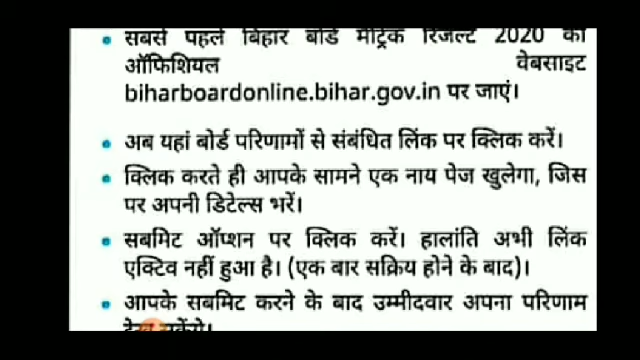 सबसे पहले बिहार बोर्ड मैट्रिक रिजल्ट 2020 की
ऑफिशियल वेबसाइट
biharboardonline.bihar.gov.in पर जाएं।
अब यहां बोर्ड परिणामों से संबंधित लिंक पर क्लिक करें।
क्लिक करते ही आपके सामने एक नाय पेज खुलेगा, जिस
पर अपनी डिटेल्स भरें।
सबमिट ऑप्शन पर क्लिक करें। हालांति अभी लिंक
एक्टिव नहीं हुआ है। (एक बार सक्रिय होने के बाद)।
आपके सबमिट करने के बाद उम्मीदवार अपना परिणाम